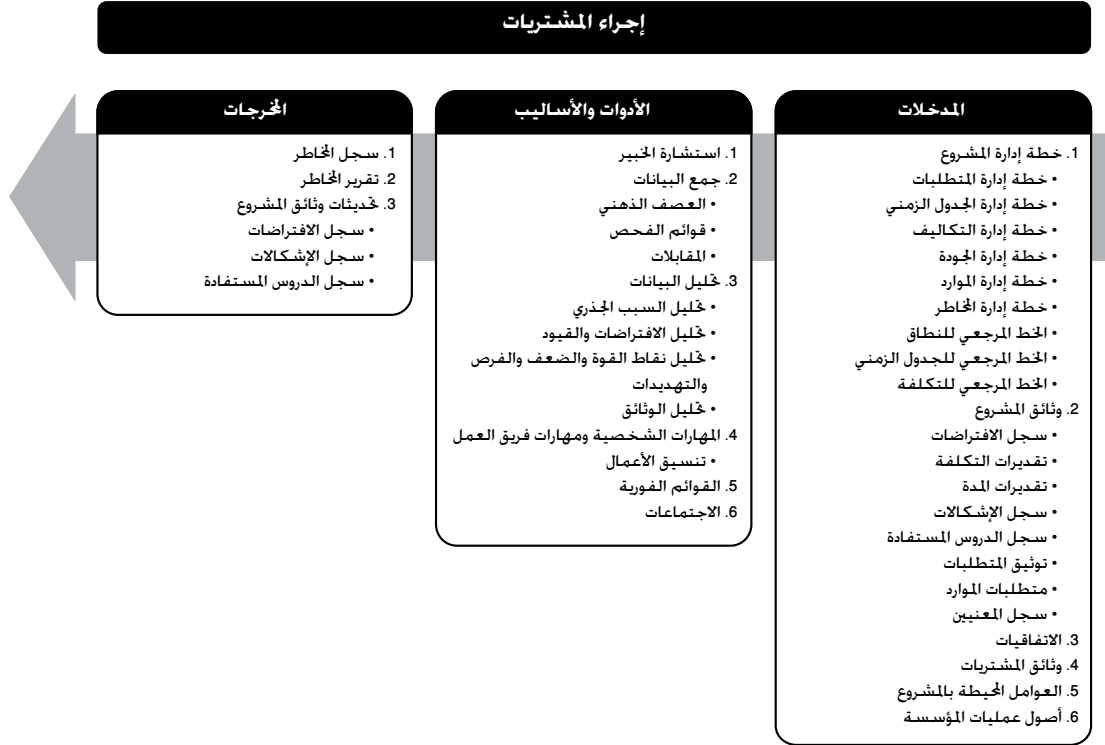 إجراء المشتريات
المدخلات
1. خطة إدارة المشروع
• خطة إدارة المتطلبات
• خطة إدارة الجدول الزمني
• خطة إدارة التكاليف
• خطة إدارة الجودة
• خطة إدارة الموارد
• خطة إدارة المخاطر
• الخط المرجعي للنطاق
• الخط المرجعي للجدول الزمني
• الخط المرجعي للتكلفة
2. وثائق المشروع
• سجل الافتراضات
• تقديرات التكلفة
• تقديرات المدة
• سجل الإشكالات
• سجل الدروس المستفادة
• توثيق المتطلبات
• متطلبات الموارد
• سجل المعنيين
3. الاتفاقيات
4. وثائق المشتريات
5. العوامل المحيطة بالمشروع
6. أصول عمليات المؤسسة
الأدوات والأساليب
1. استشارة الخبير
2. جمع البيانات
• العصف الذهني
• قوائم الفحص
• المقابلات
3. تحليل البيانات
• تحليل السبب الجذري
• تحليل الافتراضات والقيود
• تحليل نقاط القوة والضعف والفرص
والتهديدات
• تحليل الوثائق
4. المهارات الشخصية ومهارات فريق العمل
• تنسيق الأعمال
5. القوائم الفورية
6. الاجتماعات
المخرجات
1. سجل المخاطر
2. تقرير المخاطر
3. تحديثات وثائق المشروع
• سجل الافتراضات
• سجل الإشكالات
• سجل الدروس المستفادة